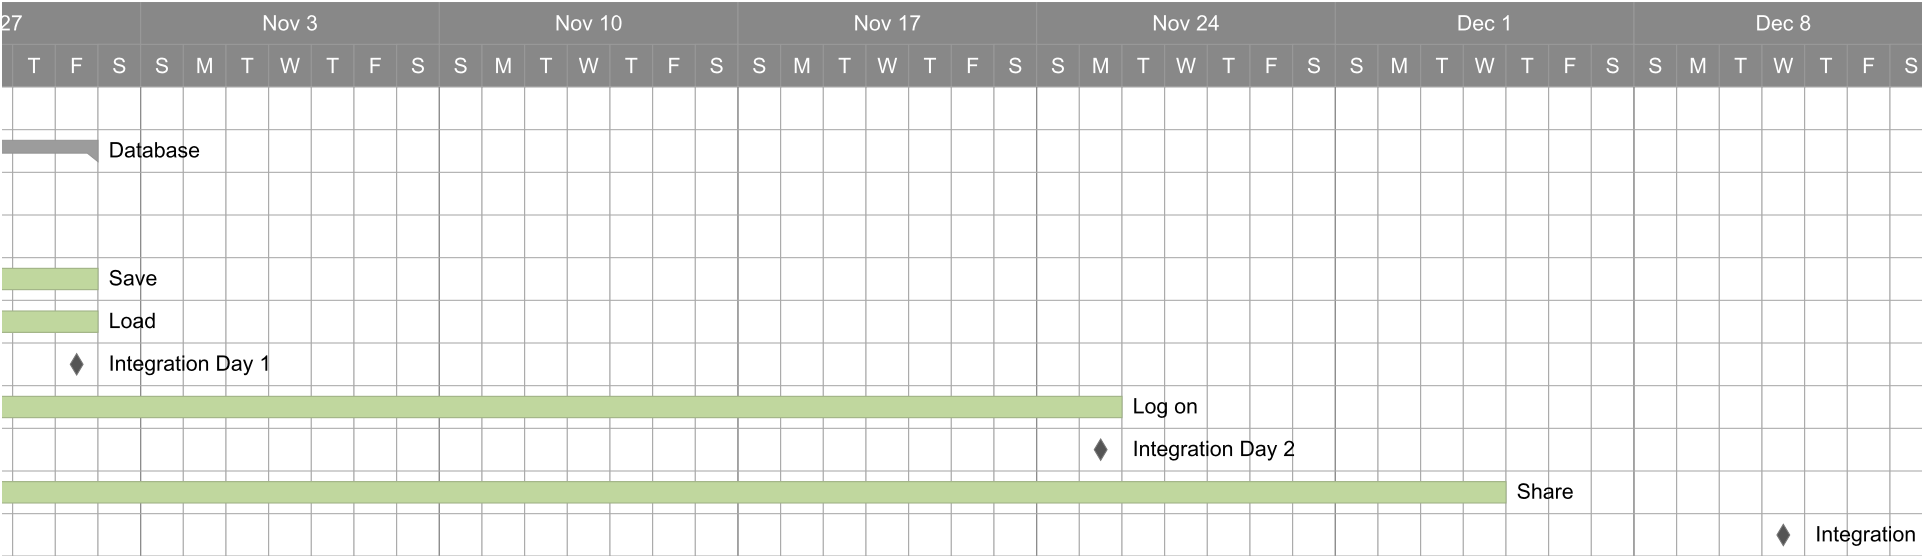 27 Nov 3 Nov 10 Nov 17 Nov 24 Dec 1 Dec 8
T F S S M T W T F S S M T W T F S S M T W T F S S M T W T F S S M T W T F S S M T W T F S
Database
Save
Load
Integration Day 1
Log on
Integration Day 2
Share
Integration